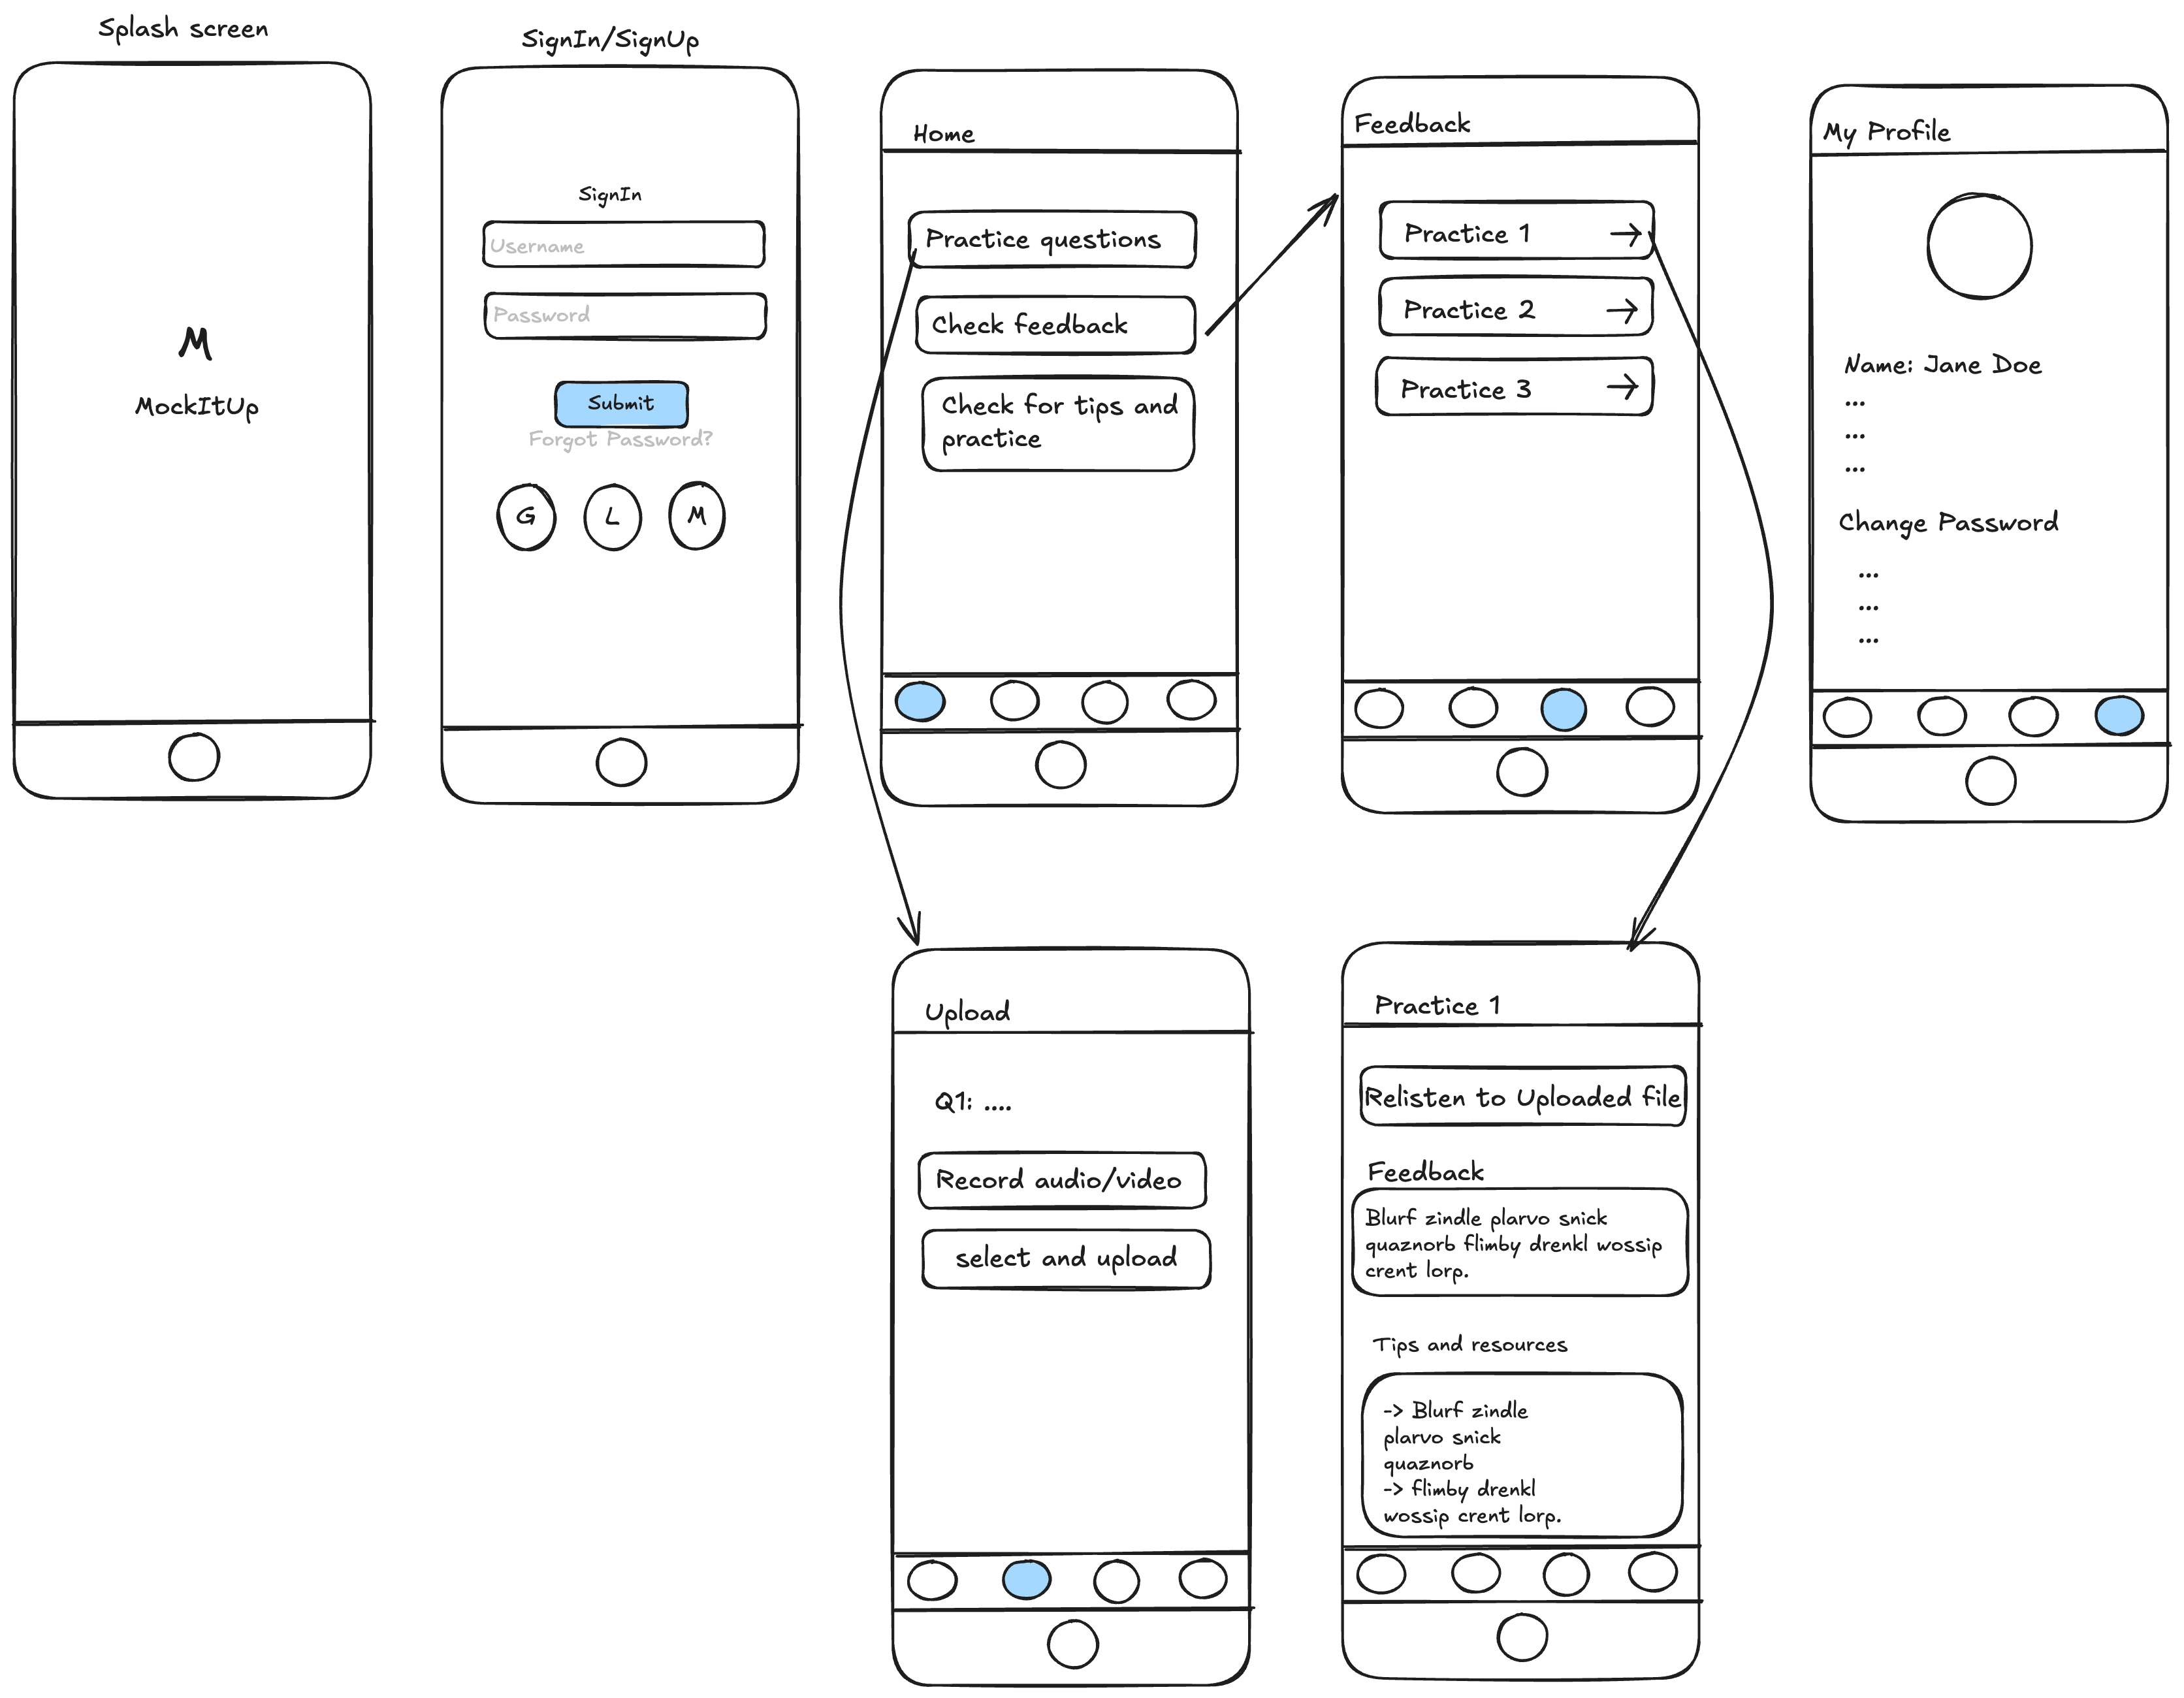 Splash screen
M
MockItUp
SignIn/SignUp
SignIn
Username
Password
Submit
Forgot Password?
G
L
M
Home
Practice questions
Check feedback
Check for tips and
practice
Feedback
Practice 1
Practice 2
Practice 3
My Profile
Name: Jane Doe
...
...
...
Change Password
...
...
...
Upload
Q1: ....
Record audio/video
select and upload
Practice 1
Relisten to Uploaded file
Feedback
Blurf zindle plarvo snick
quaznorb flimby drenkl wossip
crent lorp.
Tips and resources
-> Blurf zindle
plarvo snick
quaznorb
-> flimby drenkl
wossip crent lorp.